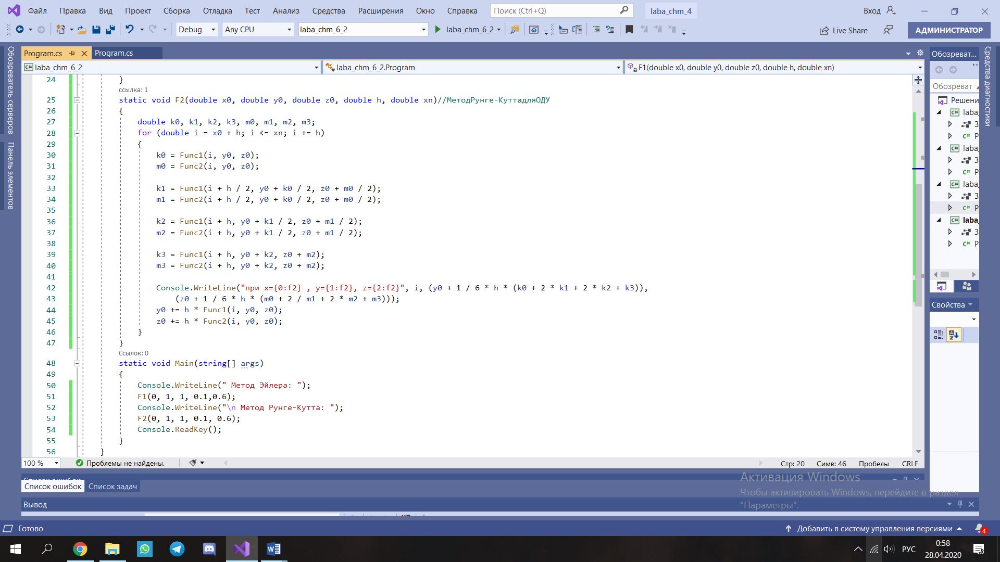 Файл Правка Вид Проект Сборка Отладка Тест Анализ Средства Расширения Окно Справка Поиск (Ctrl+Q) laba_chm_4 Вход
Debug Any CPU laba_chm_6_2 laba_chm_6_2 Live Share АДМИНИСТРАТОР
Обозреватель серверов
Панель элементов
Program.cs Program.cs
laba_chm_6_2 laba_chm_6_2.Program F1(double x0, double y0, double z0, double h, double xn)
24 }
ссылка: 1
25 static void F2(double x0, double y0, double z0, double h, double xn)//МетодРунге-КуттадляОДУ
26 {
27 double k0, k1, k2, k3, m0, m1, m2, m3;
28 for (double i = x0 + h; i <= xn; i += h)
29 {
30 k0 = Func1(i, y0, z0);
31 m0 = Func2(i, y0, z0);
32
33 k1 = Func1(i + h / 2, y0 + k0 / 2, z0 + m0 / 2);
34 m1 = Func2(i + h / 2, y0 + k0 / 2, z0 + m0 / 2);
35
36 k2 = Func1(i + h, y0 + k1 / 2, z0 + m1 / 2);
37 m2 = Func2(i + h, y0 + k1 / 2, z0 + m1 / 2);
38
39 k3 = Func1(i + h, y0 + k2, z0 + m2);
40 m3 = Func2(i + h, y0 + k2, z0 + m2);
41
42 Console.WriteLine("при x={0:f2} , y={1:f2}, z={2:f2}", i, (y0 + 1 / 6 * h * (k0 + 2 * k1 + 2 * k2 + k3)),
43 (z0 + 1 / 6 * h * (m0 + 2 / m1 + 2 * m2 + m3)));
44 y0 += h * Func1(i, y0, z0);
45 z0 += h * Func2(i, y0, z0);
46 }
47 }
Ссылок: 0
48 static void Main(string[] args)
49 {
50 Console.WriteLine(" Метод Эйлера: ");
51 F1(0, 1, 1, 0.1,0.6);
52 Console.WriteLine("\n Метод Рунге-Кутта: ");
53 F2(0, 1, 1, 0.1, 0.6);
54 Console.ReadKey();
55 }
56 }
100 % Проблемы не найдены. Стр: 20 Симв: 46 Пробелы CRLF
Обозреват...
Обозреват
Решени
laba_
З
P
laba_
З
P
laba_
З
P
laba
З
P
Свойства
Средства диагностики
Список ошибок
Список ошибок Список задач
Вывод
Активация Windows
Чтобы активировать Windows, перейдите в раздел
"Параметры".
Готово Добавить в систему управления версиями 4
РУС 0:58
28.04.2020